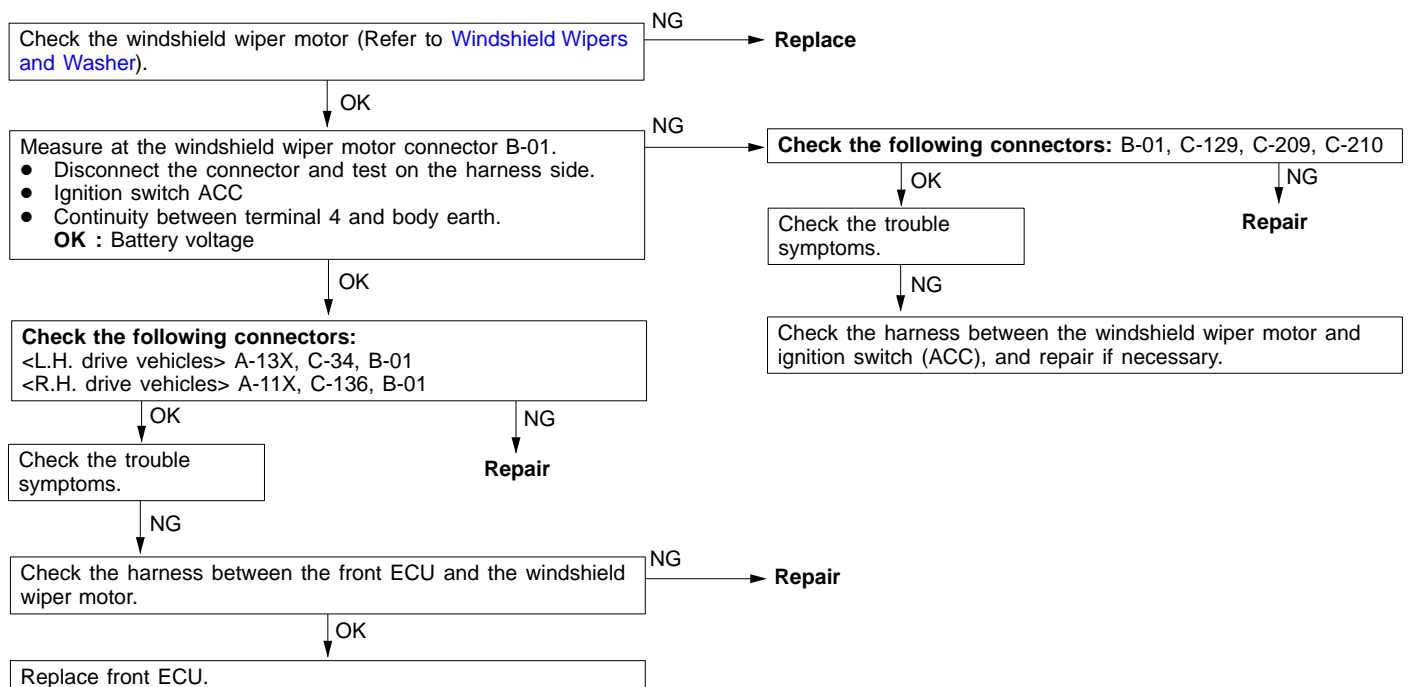 Check the windshield wiper motor (Refer to Windshield Wipers
and Washer).
NG
Replace
OK
Measure at the windshield wiper motor connector B-01.
● Disconnect the connector and test on the harness side.
● Ignition switch ACC
● Continuity between terminal 4 and body earth.
OK : Battery voltage
NG
Check the following connectors: B-01, C-129, C-209, C-210
OK
NG
Check the trouble
symptoms.
Repair
NG
Check the harness between the windshield wiper motor and
ignition switch (ACC), and repair if necessary.
OK
Check the following connectors:
<L.H. drive vehicles> A-13X, C-34, B-01
<R.H. drive vehicles> A-11X, C-136, B-01
OK
NG
Check the trouble
symptoms.
Repair
NG
Check the harness between the front ECU and the windshield
wiper motor.
NG
Repair
OK
Replace front ECU.